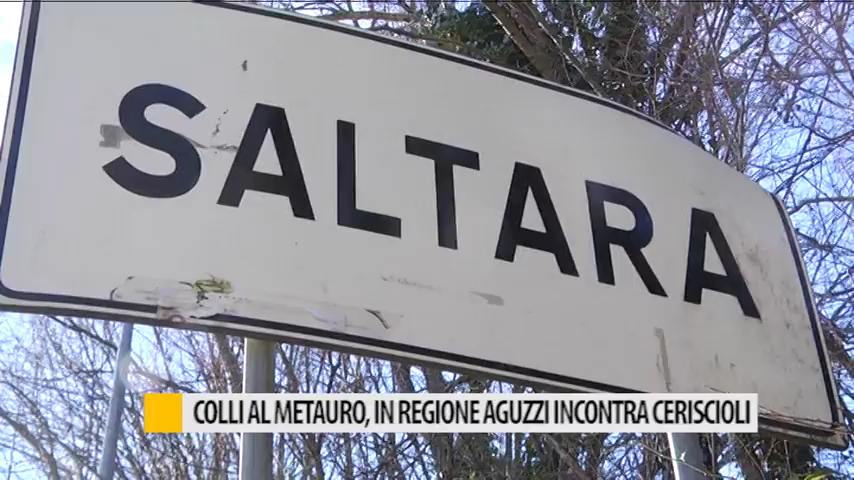 SALTARA
COLLI AL METAURO, IN REGIONE AGUZZI INCONTRA CERISCIOLI